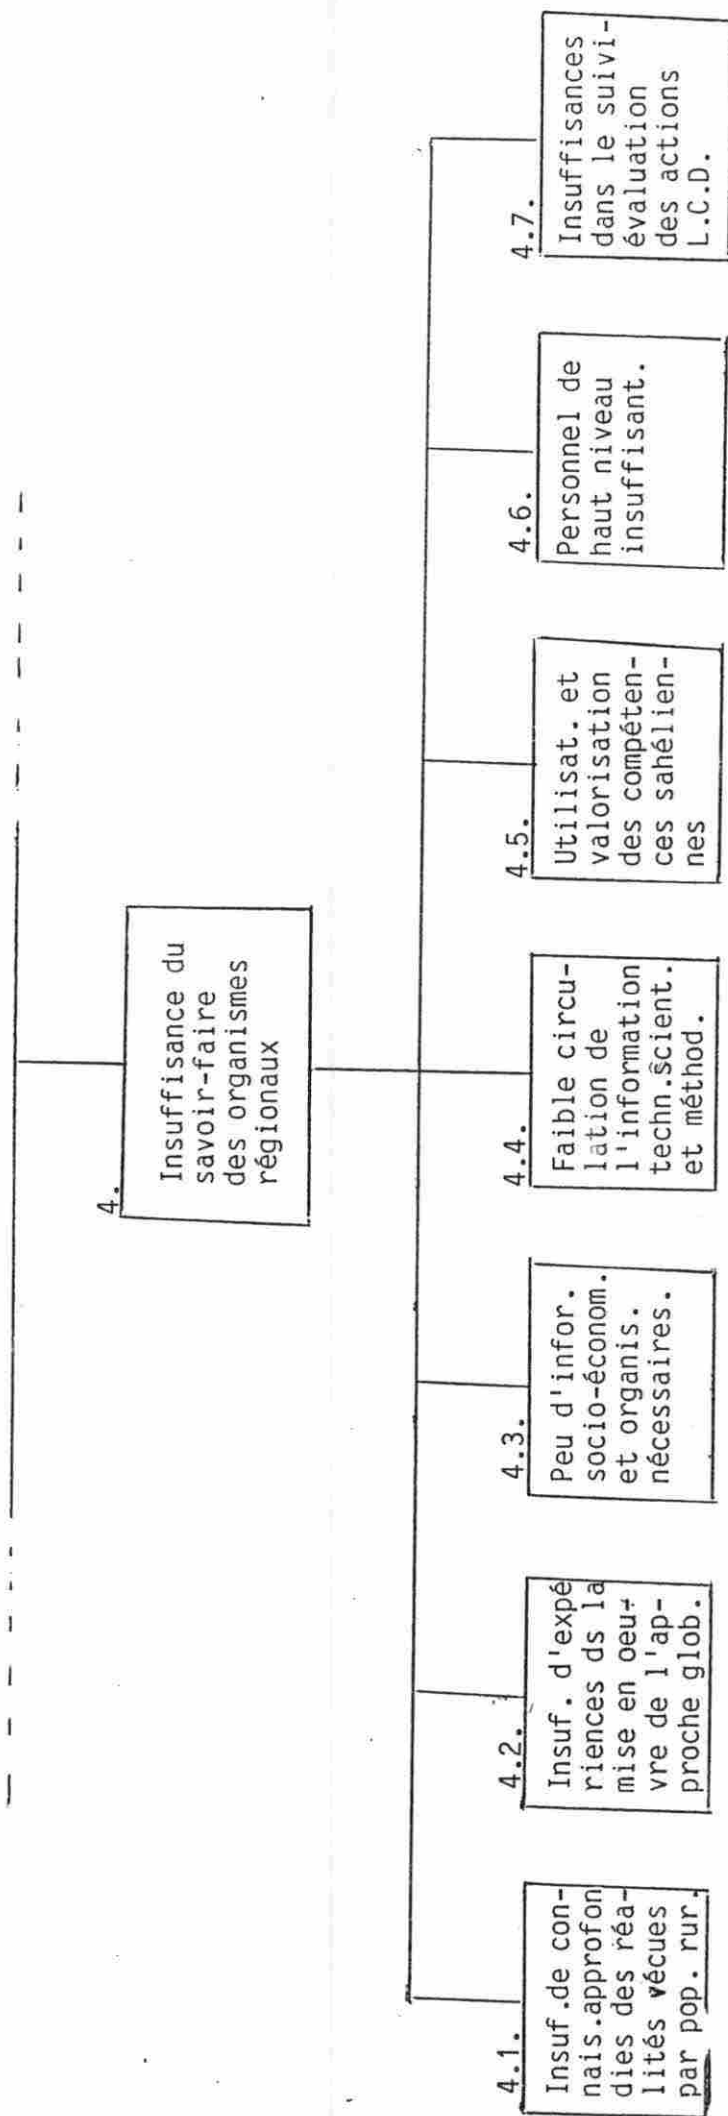 4.
Insuffisance du
savoir-faire
des organismes
régionaux
4.1.
Insuf.de con-
nais.approfon
dies des réa-
lités vécues
par pop. rur.
4.2.
Insuf. d'expé
riences ds la
mise en oeu-
vre de l'ap-
proche glob.
4.3.
Peu d'infor.
socio-économ.
et organis.
nécessaires.
4.4.
Faible circu-
lation de
l'information
techn.scient.
et méthod.
4.5.
Utilisat. et
valorisation
des compéten-
ces sahélien-
nes
4.6.
Personnel de
haut niveau
insuffisant.
4.7.
Insuffisances
dans le suivi-
évaluation
des actions
L.C.D.